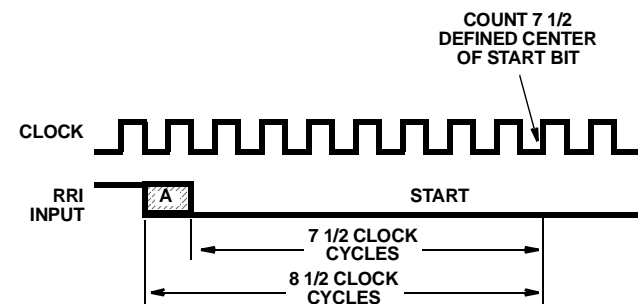 COUNT 7 1/2
DEFINED CENTER
OF START BIT
CLOCK
RRI
INPUT
A
START
7 1/2 CLOCK
CYCLES
8 1/2 CLOCK
CYCLES